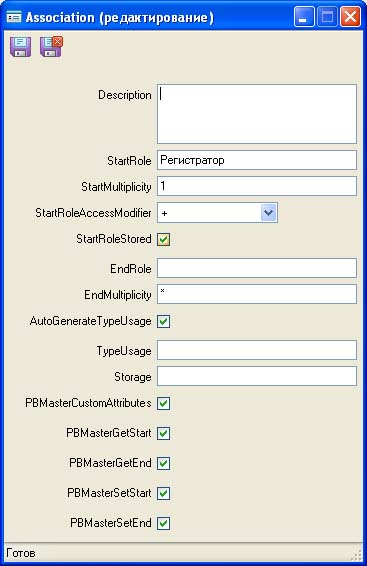 Association (редактирование)
Description
StartRole Регистратор
StartMultiplicity 1
StartRoleAccessModifier +
StartRoleStored
EndRole
EndMultiplicity *
AutoGenerateTypeUsage
TypeUsage
Storage
PBMasterCustomAttributes
PBMasterGetStart
PBMasterGetEnd
PBMasterSetStart
PBMasterSetEnd
Готов